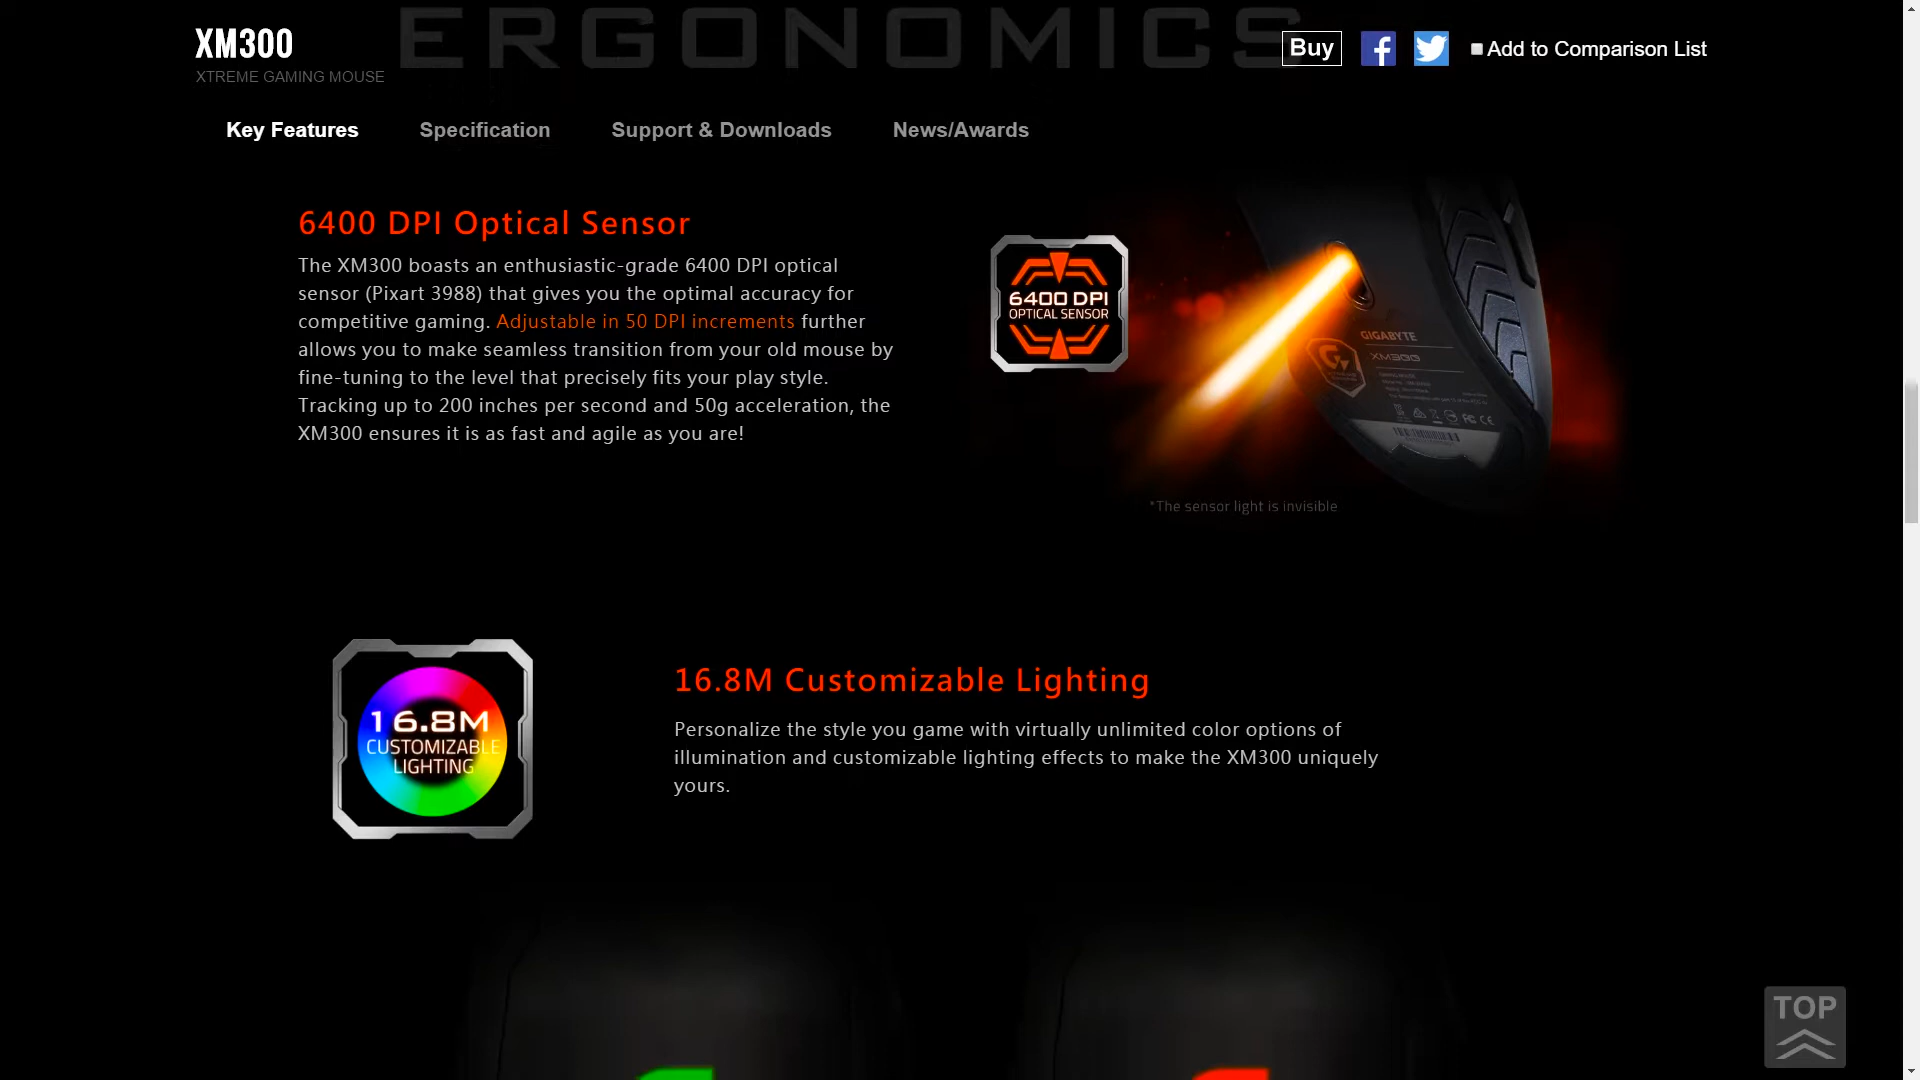 ERGONOMICS
XM300
XTREME GAMING MOUSE
Buy
Add to Comparison List
Key Features
Specification
Support & Downloads
News/Awards
6400 DPI Optical Sensor
The XM300 boasts an enthusiastic-grade 6400 DPI optical
sensor (Pixart 3988) that gives you the optimal accuracy for
competitive gaming. Adjustable in 50 DPI increments further
allows you to make seamless transition from your old mouse by
fine-tuning to the level that precisely fits your play style.
Tracking up to 200 inches per second and 50g acceleration, the
XM300 ensures it is as fast and agile as you are!
6400 DPI
OPTICAL SENSOR
GIGABYTE
XM300
*The sensor light is invisible
16.8M
CUSTOMIZABLE
LIGHTING
16.8M Customizable Lighting
Personalize the style you game with virtually unlimited color options of
illumination and customizable lighting effects to make the XM300 uniquely
yours.
TOP